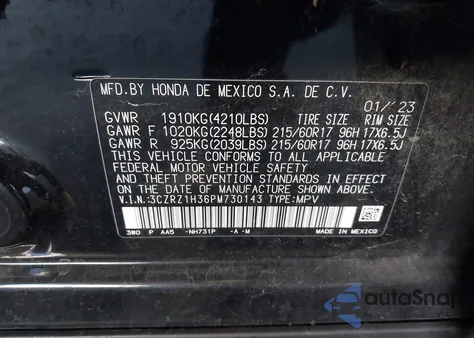 MFD.BY HONDA DE MEXICO S.A. DE C.V.
01/'23
GVWR 1910KG(4210LBS) TIRE SIZE RIM SIZE
GAWR F 1020KG(2248LBS) 215/60R17 96H 17X6.5J
GAWR R 925KG(2039LBS) 215/60R17 96H 17X6.5J
THIS VEHICLE CONFORMS TO ALL APPLICABLE
FEDERAL MOTOR VEHICLE SAFETY
STANDARDS IN EFFECT ON THE DATE OF
MANUFACTURE SHOWN ABOVE.
V.I.N.:3CZRZ1H36PM730143 TYPE:MPV
3W0 P AA5 -NH731P -A-M
MADE IN MEXICO
autoSnap